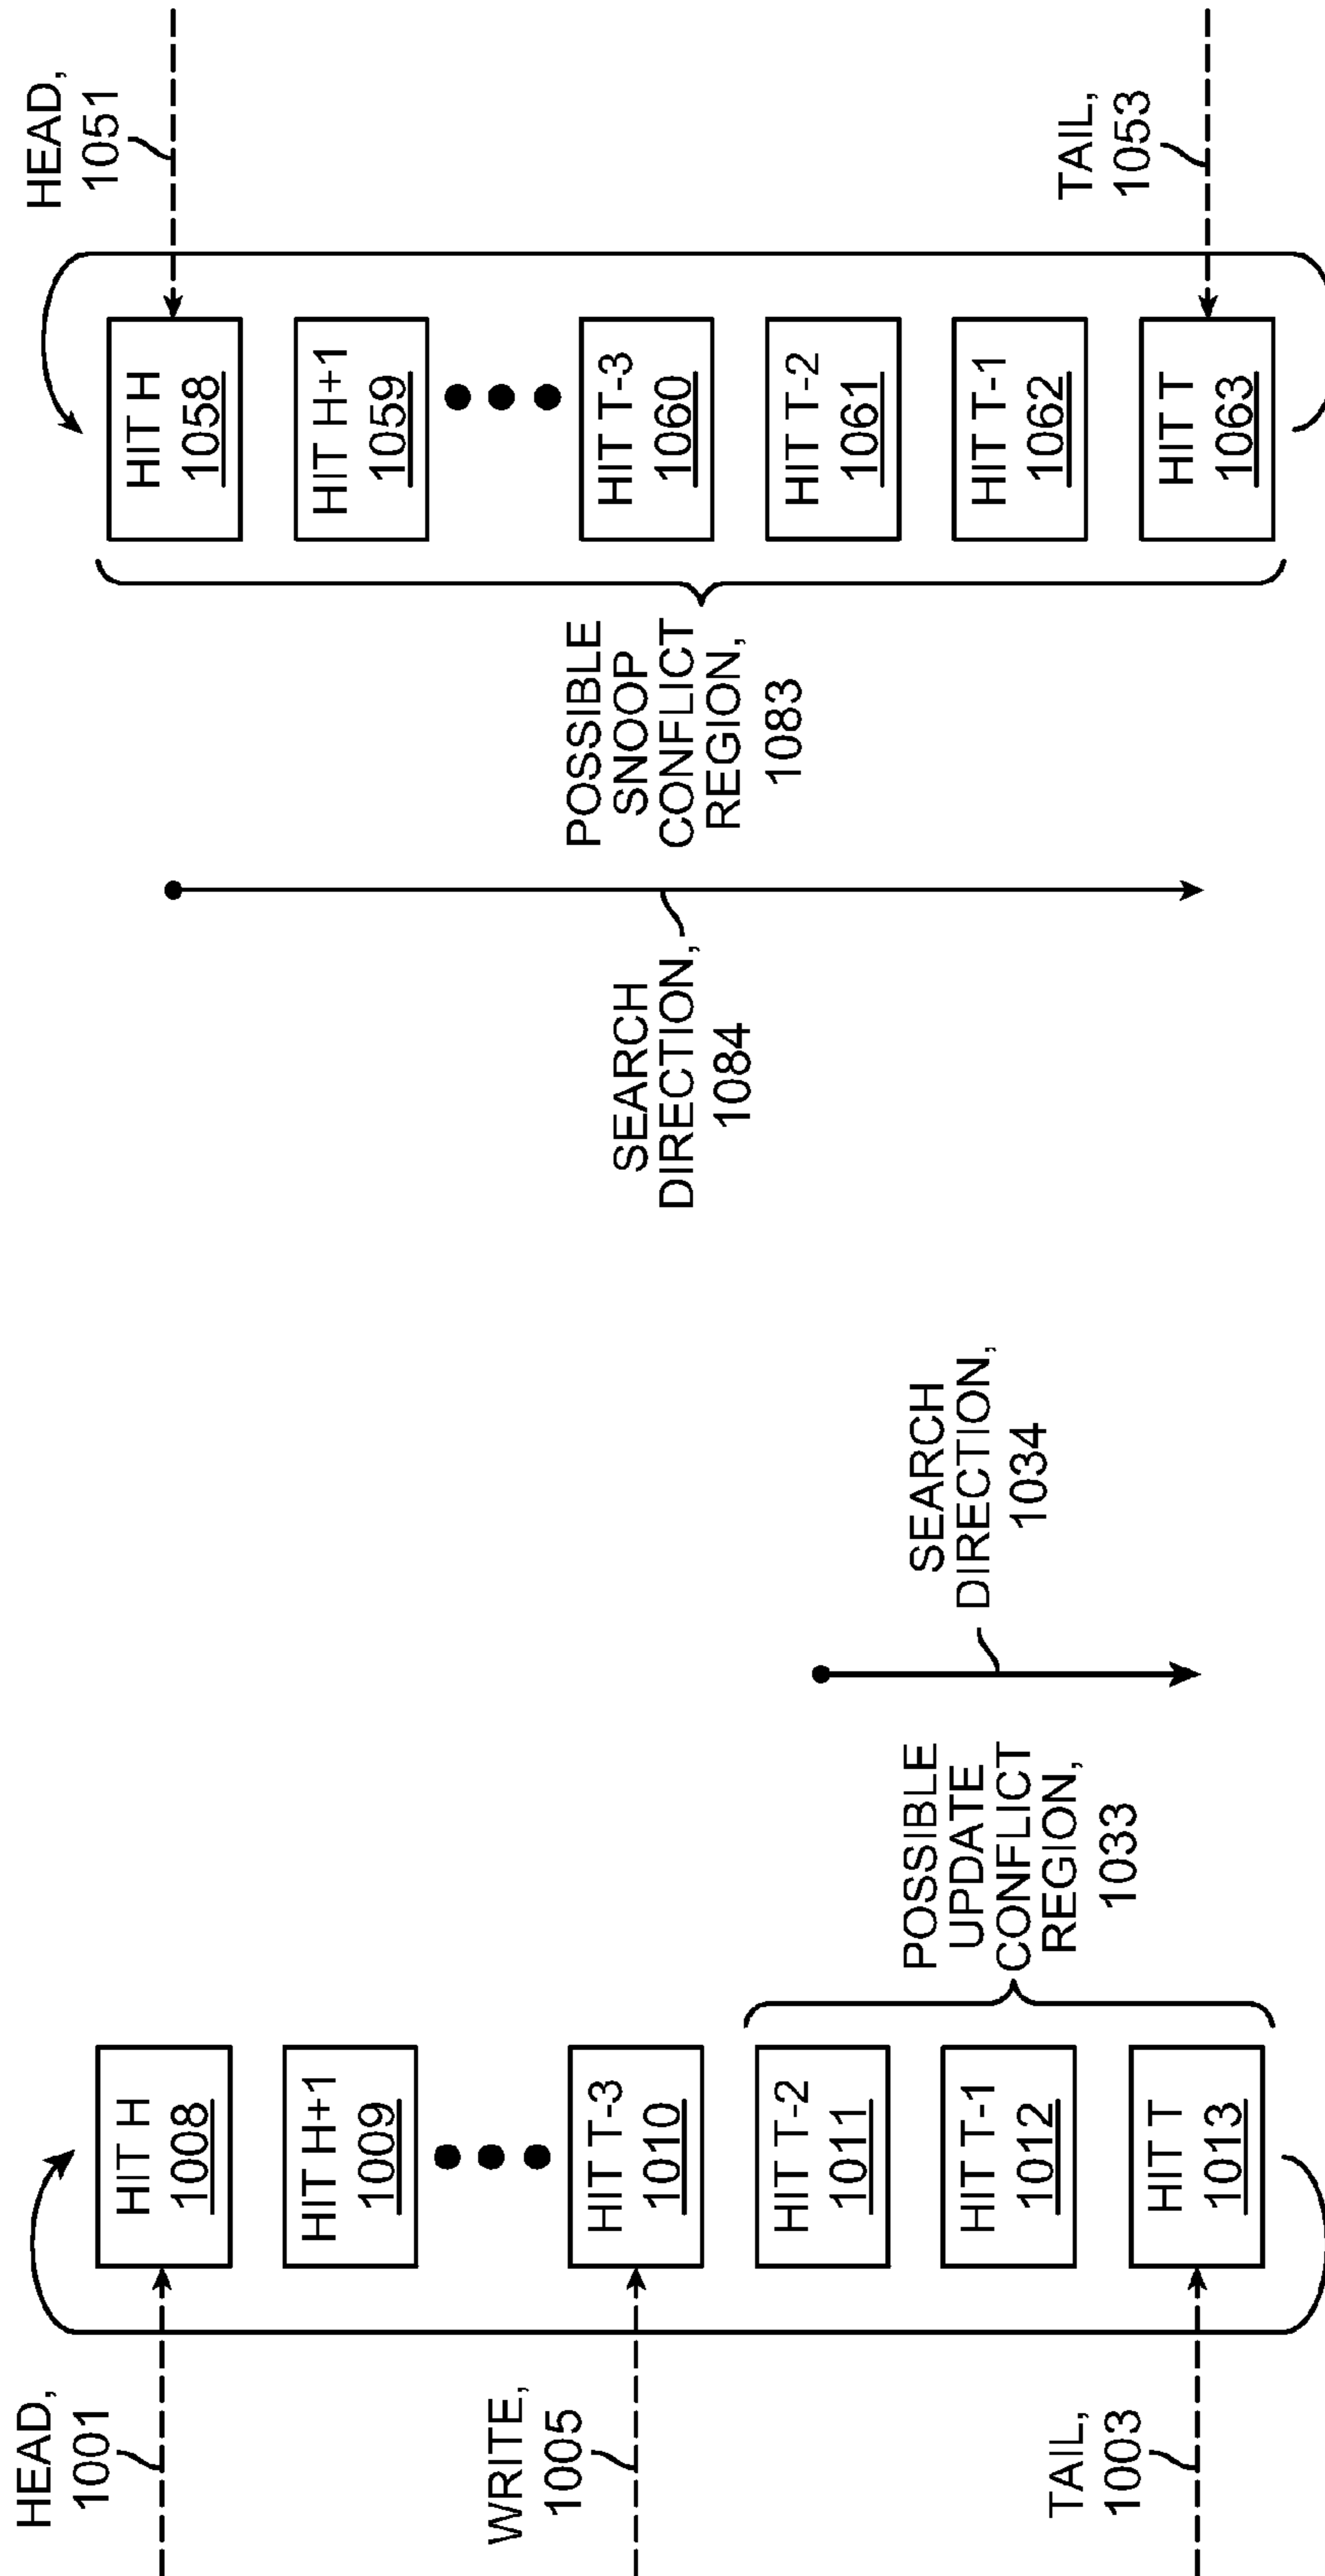 HEAD,
1001
WRITE,
1005
TAIL,
1003
HIT H
1008
HIT H+1
1009
HIT T-3
1010
HIT T-2
1011
HIT T-1
1012
HIT T
1013
POSSIBLE
UPDATE
CONFLICT
REGION,
1033
SEARCH
DIRECTION,
1034
SEARCH
DIRECTION,
1084
POSSIBLE
SNOOP
CONFLICT
REGION,
1083
HIT H
1058
HIT H+1
1059
HIT T-3
1060
HIT T-2
1061
HIT T-1
1062
HIT T
1063
HEAD,
1051
TAIL,
1053